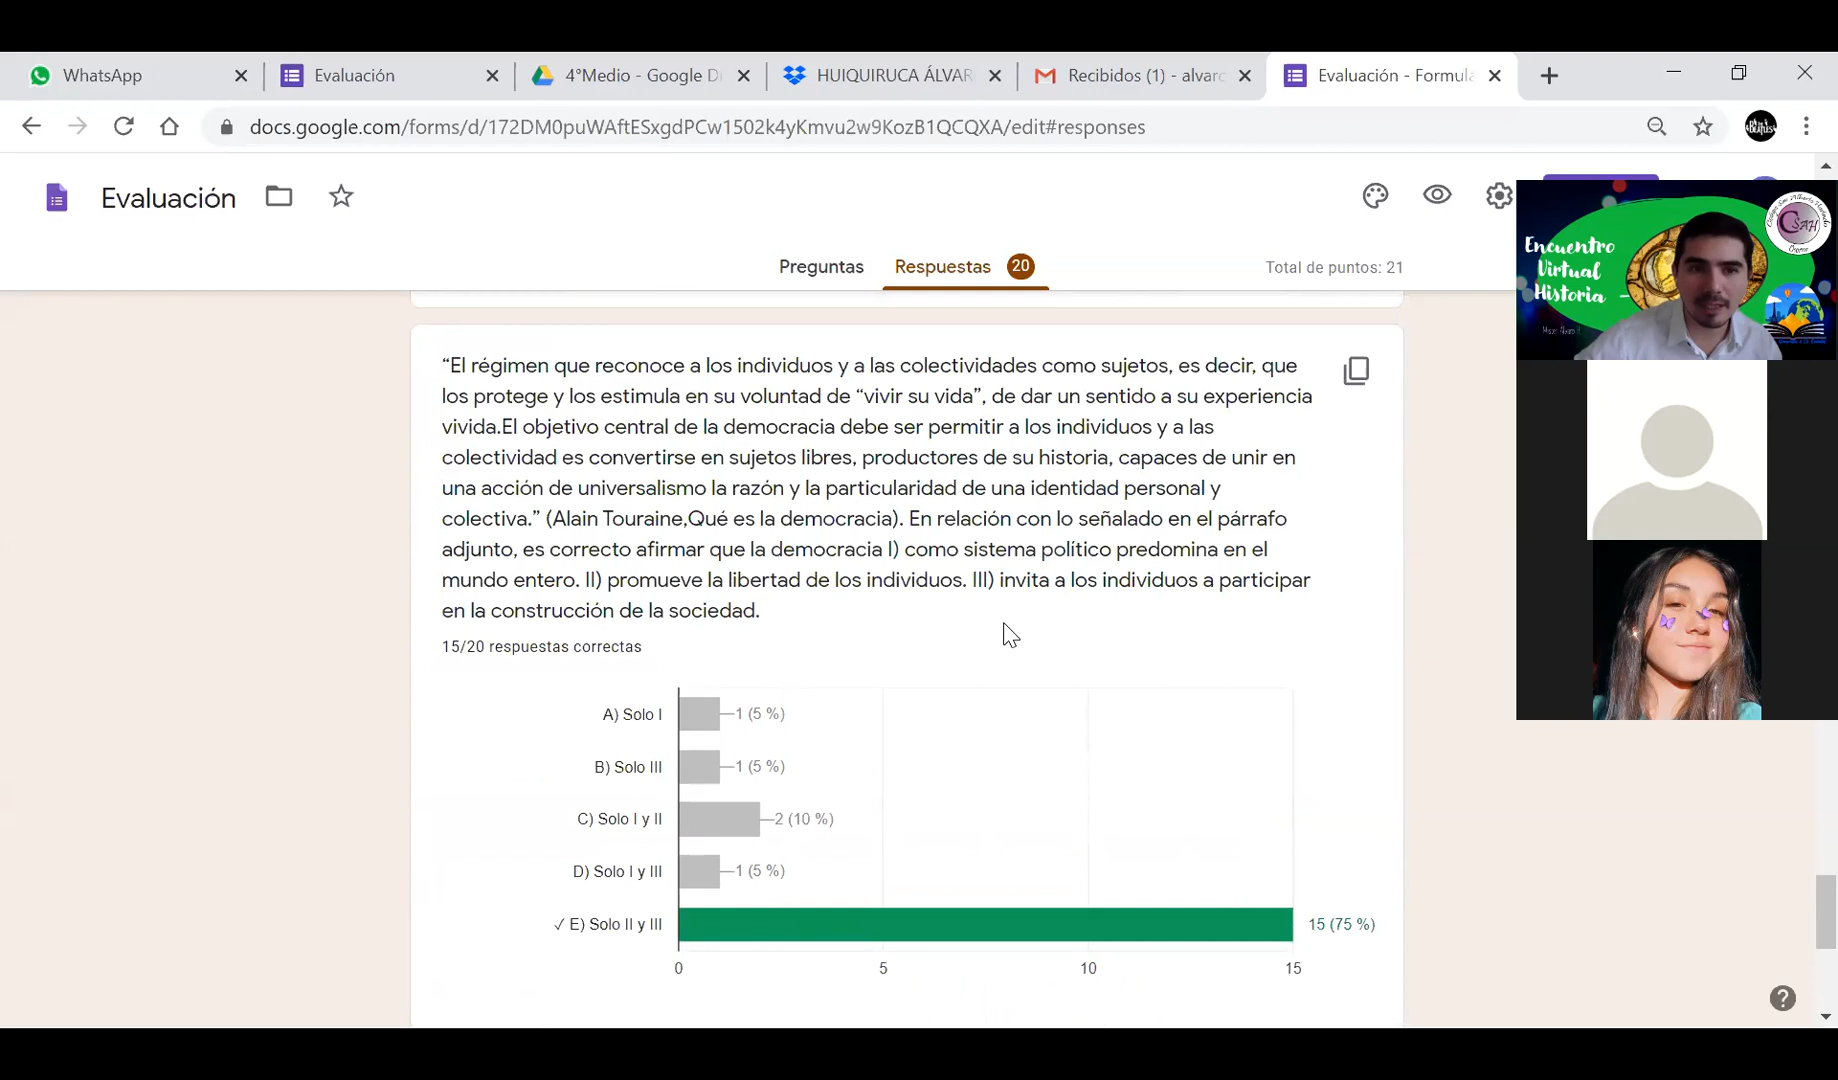 WhatsApp
Evaluación
4°Medio - Google D
HUIQUIRUCA ÁLVAR
Recibidos (1) - alvaro
Evaluación - Formula
docs.google.com/forms/d/172DM0puWAftESxgdPCw1502k4yKmvu2w9KozB1QCQXA/edit#responses
Evaluación
Preguntas
Respuestas 20
Total de puntos: 21
“El régimen que reconoce a los individuos y a las colectividades como sujetos, es decir, que
los protege y los estimula en su voluntad de “vivir su vida”, de dar un sentido a su experiencia
vivida.El objetivo central de la democracia debe ser permitir a los individuos y a las
colectividad es convertirse en sujetos libres, productores de su historia, capaces de unir en
una acción de universalismo la razón y la particularidad de una identidad personal y
colectiva.” (Alain Touraine,Qué es la democracia). En relación con lo señalado en el párrafo
adjunto, es correcto afirmar que la democracia I) como sistema político predomina en el
mundo entero. II) promueve la libertad de los individuos. III) invita a los individuos a participar
en la construcción de la sociedad.
15/20 respuestas correctas
A) Solo I 1 (5 %)
B) Solo III 1 (5 %)
C) Solo I y II 2 (10 %)
D) Solo I y III 1 (5 %)
✓ E) Solo II y III 15 (75 %)
0 5 10 15
Encuentro
Virtual
Historia
CSAH